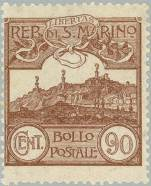 LIBERTAS
REP. DI S. MARINO
CENT. BOLLO 90
POSTALE